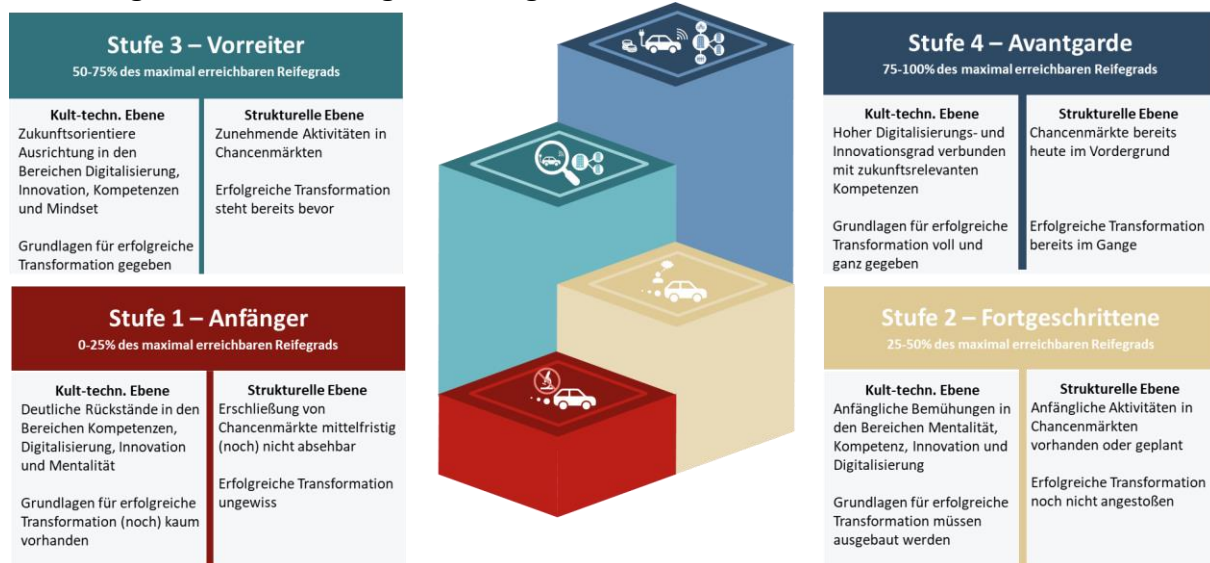 Stufe 3 – Vorreiter
50-75% des maximal erreichbaren Reifegrads
Kult-techn. Ebene
Zukunftsorientiere
Ausrichtung in den
Bereichen Digitalisierung,
Innovation, Kompetenzen
und Mindset
Grundlagen für erfolgreiche
Transformation gegeben
Strukturelle Ebene
Zunehmende Aktivitäten in
Chancenmärkten
Erfolgreiche Transformation
steht bereits bevor
Stufe 4 – Avantgarde
75-100% des maximal erreichbaren Reifegrads
Kult-techn. Ebene
Hoher Digitalisierungs- und
Innovationsgrad verbunden
mit zukunftsrelevanten
Kompetenzen
Grundlagen für erfolgreiche
Transformation voll und
ganz gegeben
Strukturelle Ebene
Chancenmärkte bereits
heute im Vordergrund
Erfolgreiche Transformation
bereits im Gange
Stufe 1 – Anfänger
0-25% des maximal erreichbaren Reifegrads
Kult-techn. Ebene
Deutliche Rückstände in den
Bereichen Kompetenzen,
Digitalisierung, Innovation
und Mentalität
Grundlagen für erfolgreiche
Transformation (noch) kaum
vorhanden
Strukturelle Ebene
Erschließung von
Chancenmärkte mittelfristig
(noch) nicht absehbar
Erfolgreiche Transformation
ungewiss
Stufe 2 – Fortgeschrittene
25-50% des maximal erreichbaren Reifegrads
Kult-techn. Ebene
Anfängliche Bemühungen in
den Bereichen Mentalität,
Kompetenz, Innovation und
Digitalisierung
Grundlagen für erfolgreiche
Transformation müssen
ausgebaut werden
Strukturelle Ebene
Anfängliche Aktivitäten in
Chancenmärkten
vorhanden oder geplant
Erfolgreiche Transformation
noch nicht angestoßen